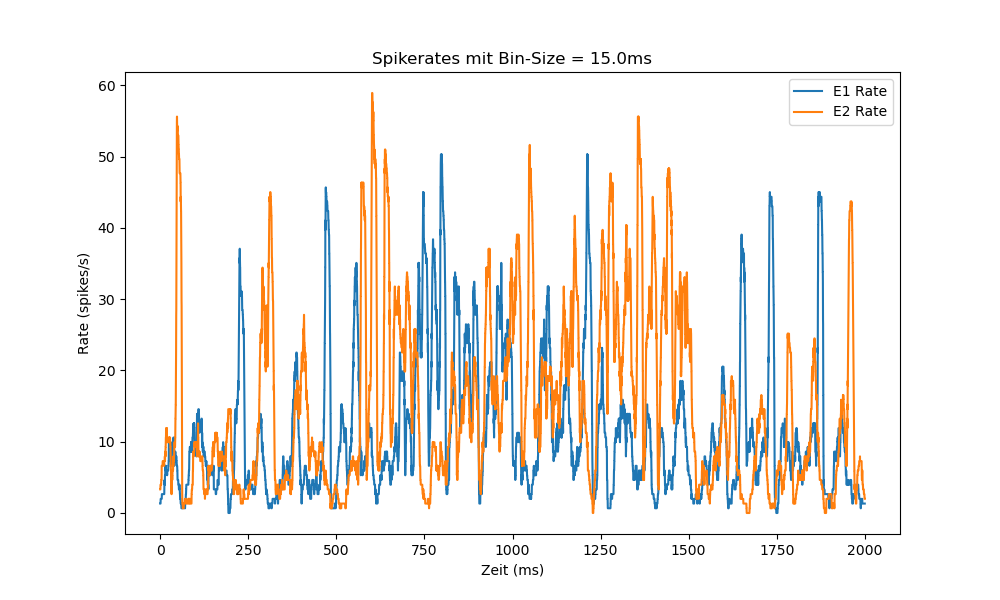 Spikerates mit Bin-Size = 15.0ms
E1 Rate
E2 Rate
60
50
40
30
20
10
0
Rate (spikes/s)
0 250 500 750 1000 1250 1500 1750 2000
Zeit (ms)